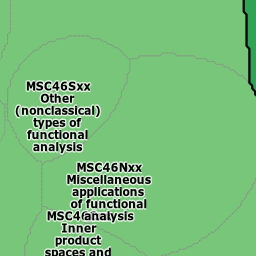 MSC46Sxx
Other
(nonclassical)
types of
functional
analysis
MSC46Nxx
Miscellaneous
applications
of functional
analysis
Inner
product
spaces and